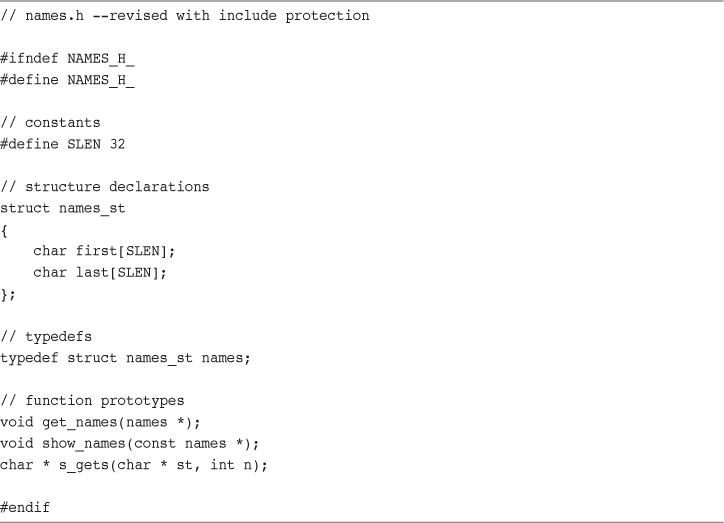 // names.h --revised with include protection
#ifndef NAMES_H_
#define NAMES_H_
// constants
#define SLEN 32
// structure declarations
struct names_st
{
    char first[SLEN];
    char last[SLEN];
};
// typedefs
typedef struct names_st names;
// function prototypes
void get_names(names *);
void show_names(const names *);
char * s_gets(char * st, int n);
#endif